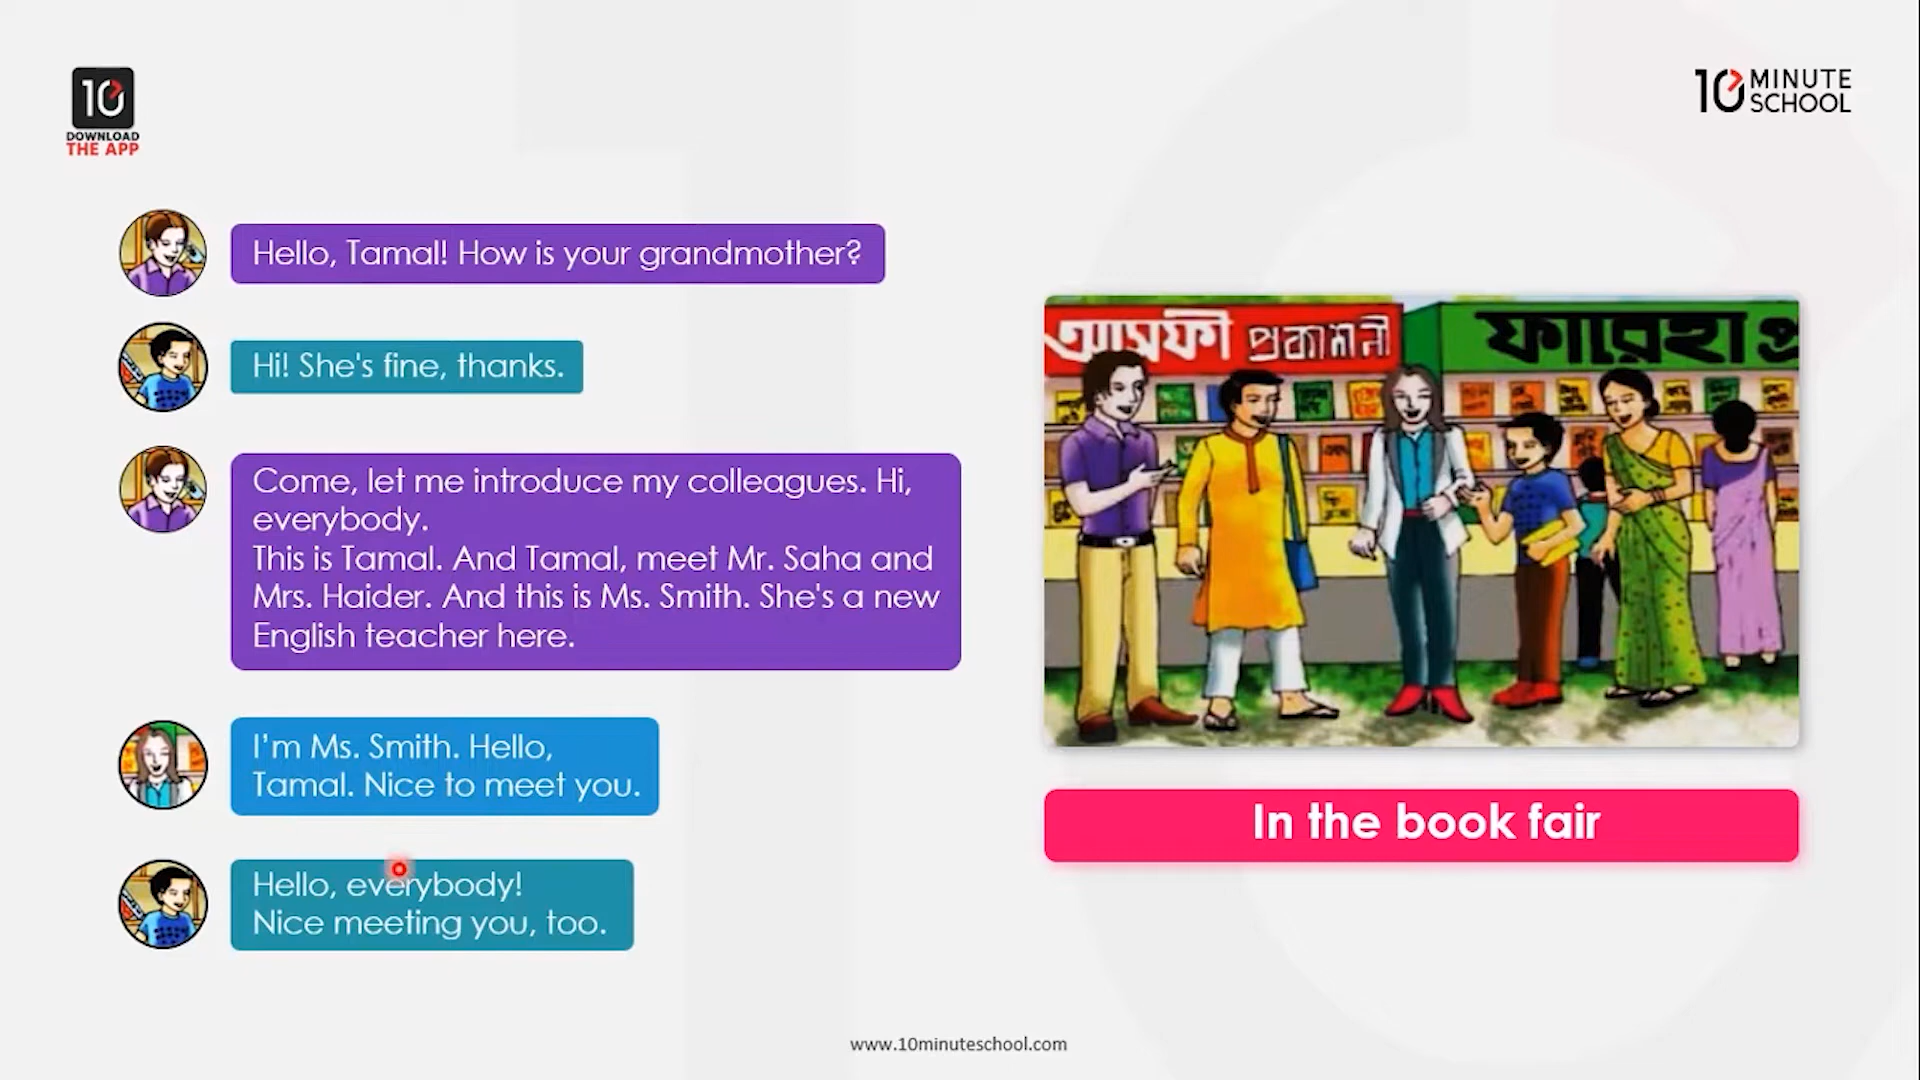 10
DOWNLOAD
THE APP
10 MINUTE
SCHOOL
Hello, Tamal! How is your grandmother?
Hi! She's fine, thanks.
Come, let me introduce my colleagues. Hi,
everybody.
This is Tamal. And Tamal, meet Mr. Saha and
Mrs. Haider. And this is Ms. Smith. She's a new
English teacher here.
I'm Ms. Smith. Hello,
Tamal. Nice to meet you.
Hello, everybody!
Nice meeting you, too.
আসফী প্রকাশনী
ফারেহা প্র
In the book fair
www.10minuteschool.com